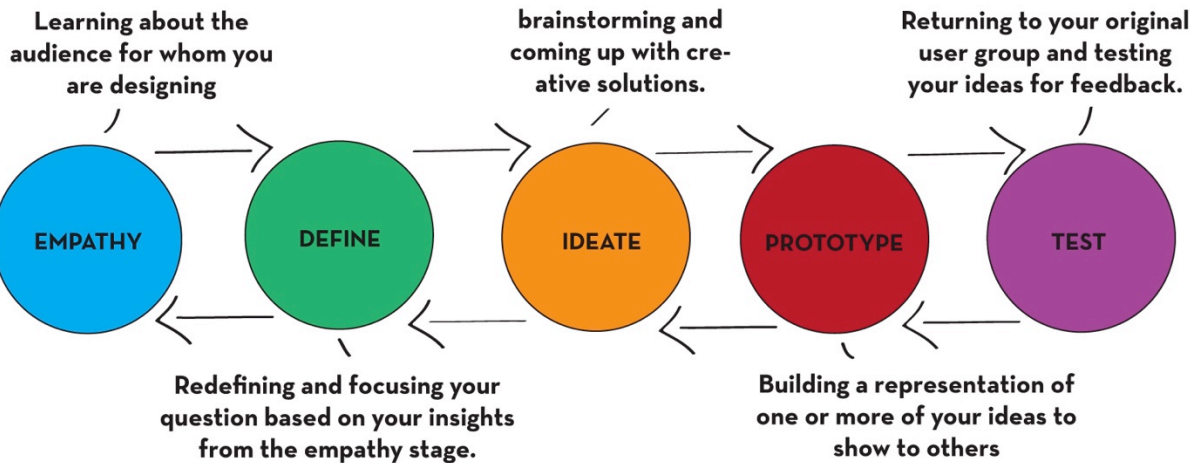 Learning about the
audience for whom you
are designing
brainstorming and
coming up with cre-
ative solutions.
Returning to your original
user group and testing
your ideas for feedback.
EMPATHY
DEFINE
IDEATE
PROTOTYPE
TEST
Redefining and focusing your
question based on your insights
from the empathy stage.
Building a representation of
one or more of your ideas to
show to others